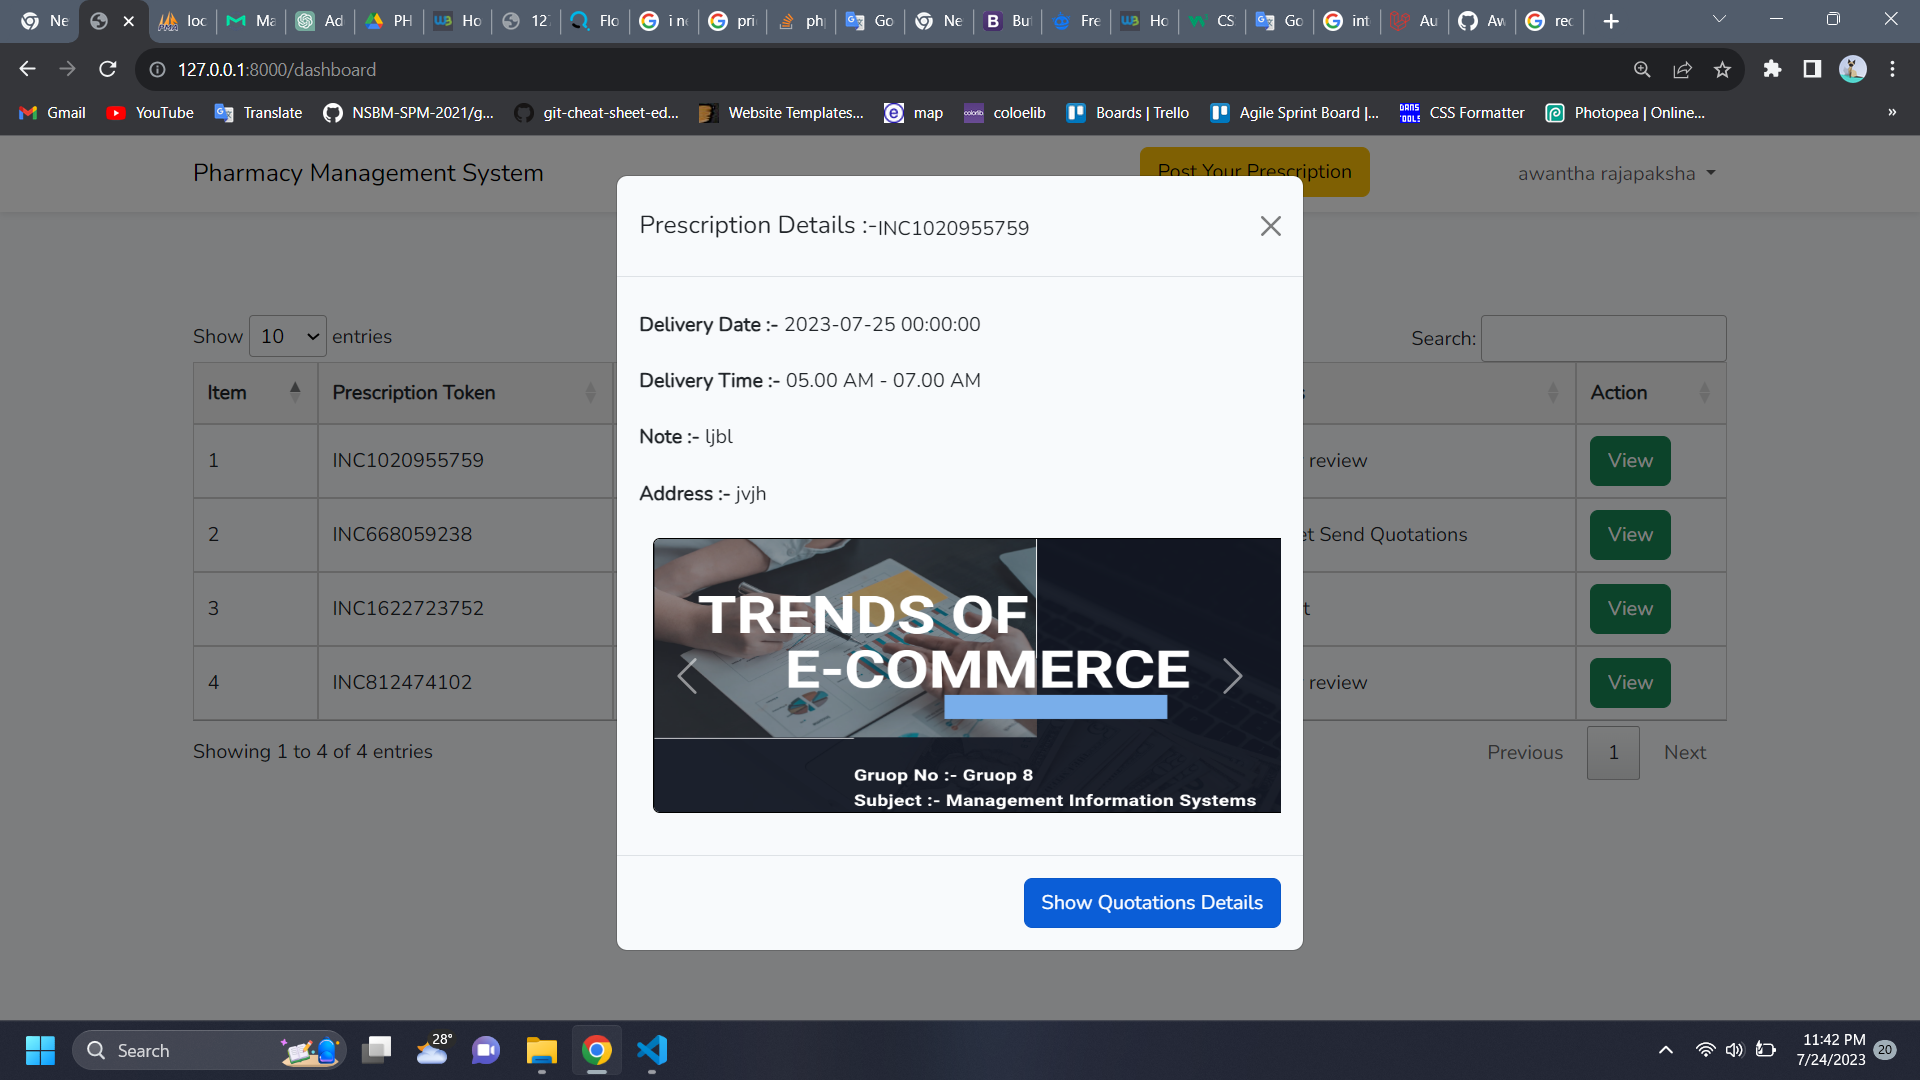 Ne
loc
Ma
Ad
PH
Ho
127
Flo
i ne
pri
php
Go
Ne
Bu
Fre
Ho
CS
Go
int
Au
Aw
rec
127.0.0.1:8000/dashboard
Gmail
YouTube
Translate
NSBM-SPM-2021/g...
git-cheat-sheet-ed...
Website Templates...
map
coloelib
Boards | Trello
Agile Sprint Board |...
CSS Formatter
Photopea | Online...
»
Pharmacy Management System
Post Your Prescription
awantha rajapaksha
Prescription Details :-INC1020955759
Delivery Date :- 2023-07-25 00:00:00
Delivery Time :- 05.00 AM - 07.00 AM
Note :- ljbl
Address :- jvjh
TRENDS OF
E-COMMERCE
Gruop No :- Gruop 8
Subject :- Management Information Systems
Show Quotations Details
Show 10 entries
Search:
Item Prescription Token Action
1 INC1020955759 review View
2 INC668059238 et Send Quotations View
3 INC1622723752 t View
4 INC812474102 review View
Showing 1 to 4 of 4 entries
Previous 1 Next
Search
28°
11:42 PM
7/24/2023
20